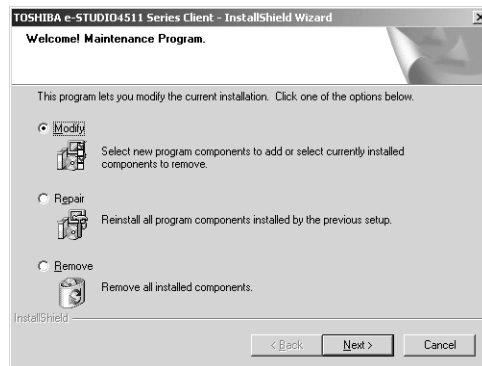 TOSHIBA e-STUDIO4511 Series Client - InstallShield Wizard
Welcome! Maintenance Program.
This program lets you modify the current installation. Click one of the options below.
Modify
Select new program components to add or select currently installed
components to remove.
Repair
Reinstall all program components installed by the previous setup.
Remove
Remove all installed components.
InstallShield
< Back Next > Cancel